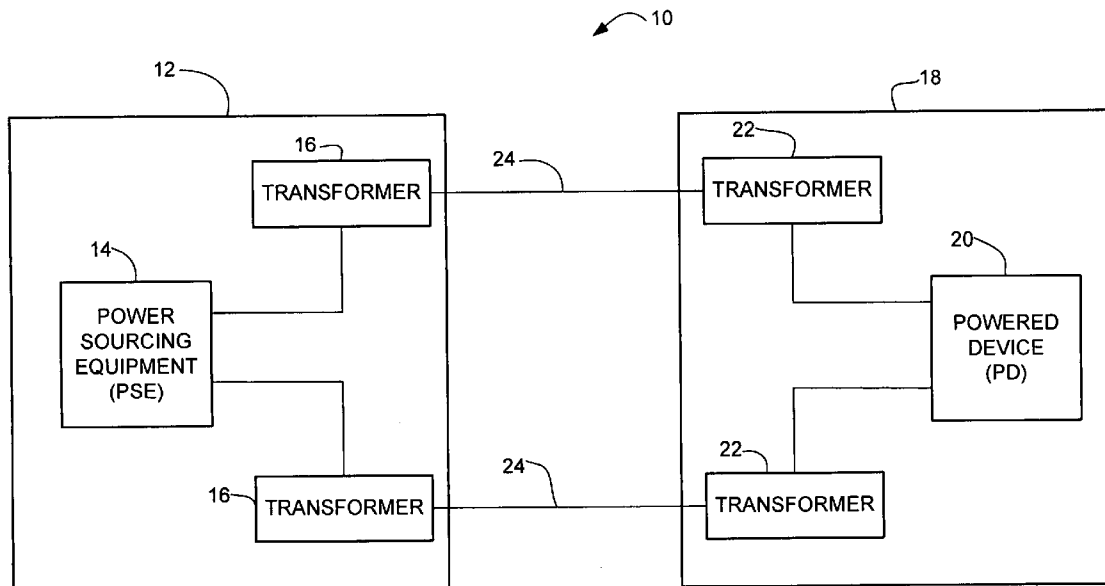 10
12
18
16
TRANSFORMER
24
22
TRANSFORMER
14
POWER
SOURCING
EQUIPMENT
(PSE)
20
POWERED
DEVICE
(PD)
16
TRANSFORMER
24
22
TRANSFORMER